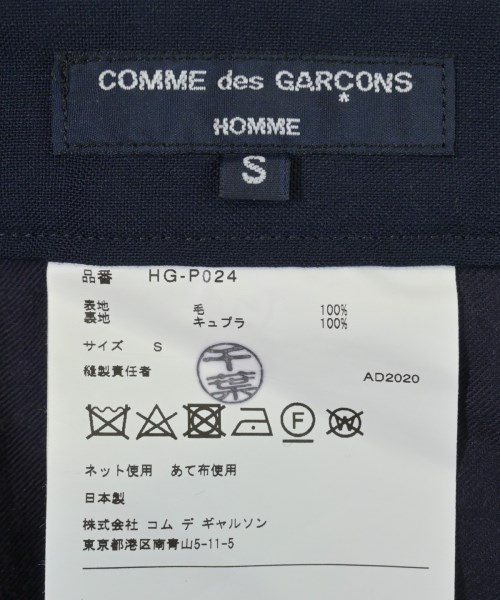 COMME des GARÇONS
HOMME
S
品番 HG-P024
表地 毛 100%
裏地 キュプラ 100%
サイズ S
縫製責任者 千葉
AD2020
F W
ネット使用 あて布使用
日本製
株式会社 コム デ ギャルソン
東京都港区南青山5-11-5